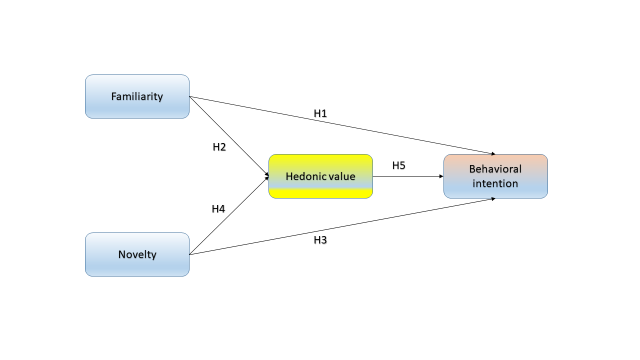 Familiarity
H1
H2
Hedonic value
H5
Behavioral
intention
H4
H3
Novelty